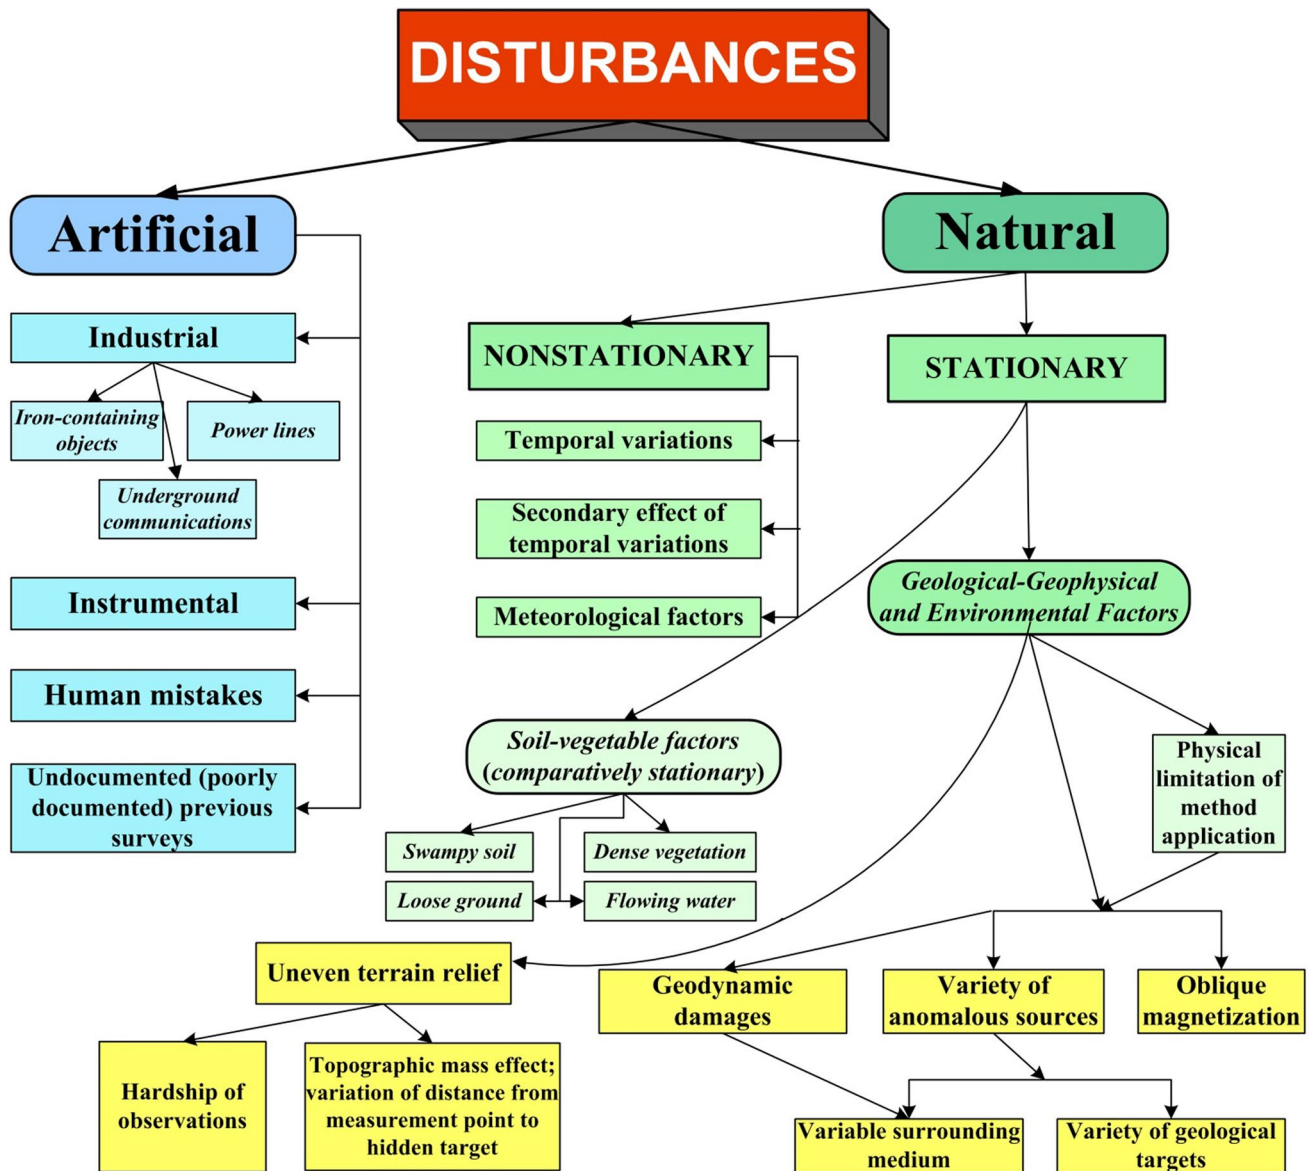 DISTURBANCES
Artificial
Natural
Industrial
Iron-containing
objects
Power lines
Underground
communications
Instrumental
Human mistakes
Undocumented (poorly
documented) previous
surveys
NONSTATIONARY
STATIONARY
Temporal variations
Secondary effect of
temporal variations
Meteorological factors
Geological-Geophysical
and Environmental Factors
Soil-vegetable factors
(comparatively stationary)
Swampy soil
Dense vegetation
Loose ground
Flowing water
Physical
limitation of
method
application
Uneven terrain relief
Geodynamic
damages
Variety of
anomalous sources
Oblique
magnetization
Hardship of
observations
Topographic mass effect;
variation of distance from
measurement point to
hidden target
Variable surrounding
medium
Variety of geological
targets